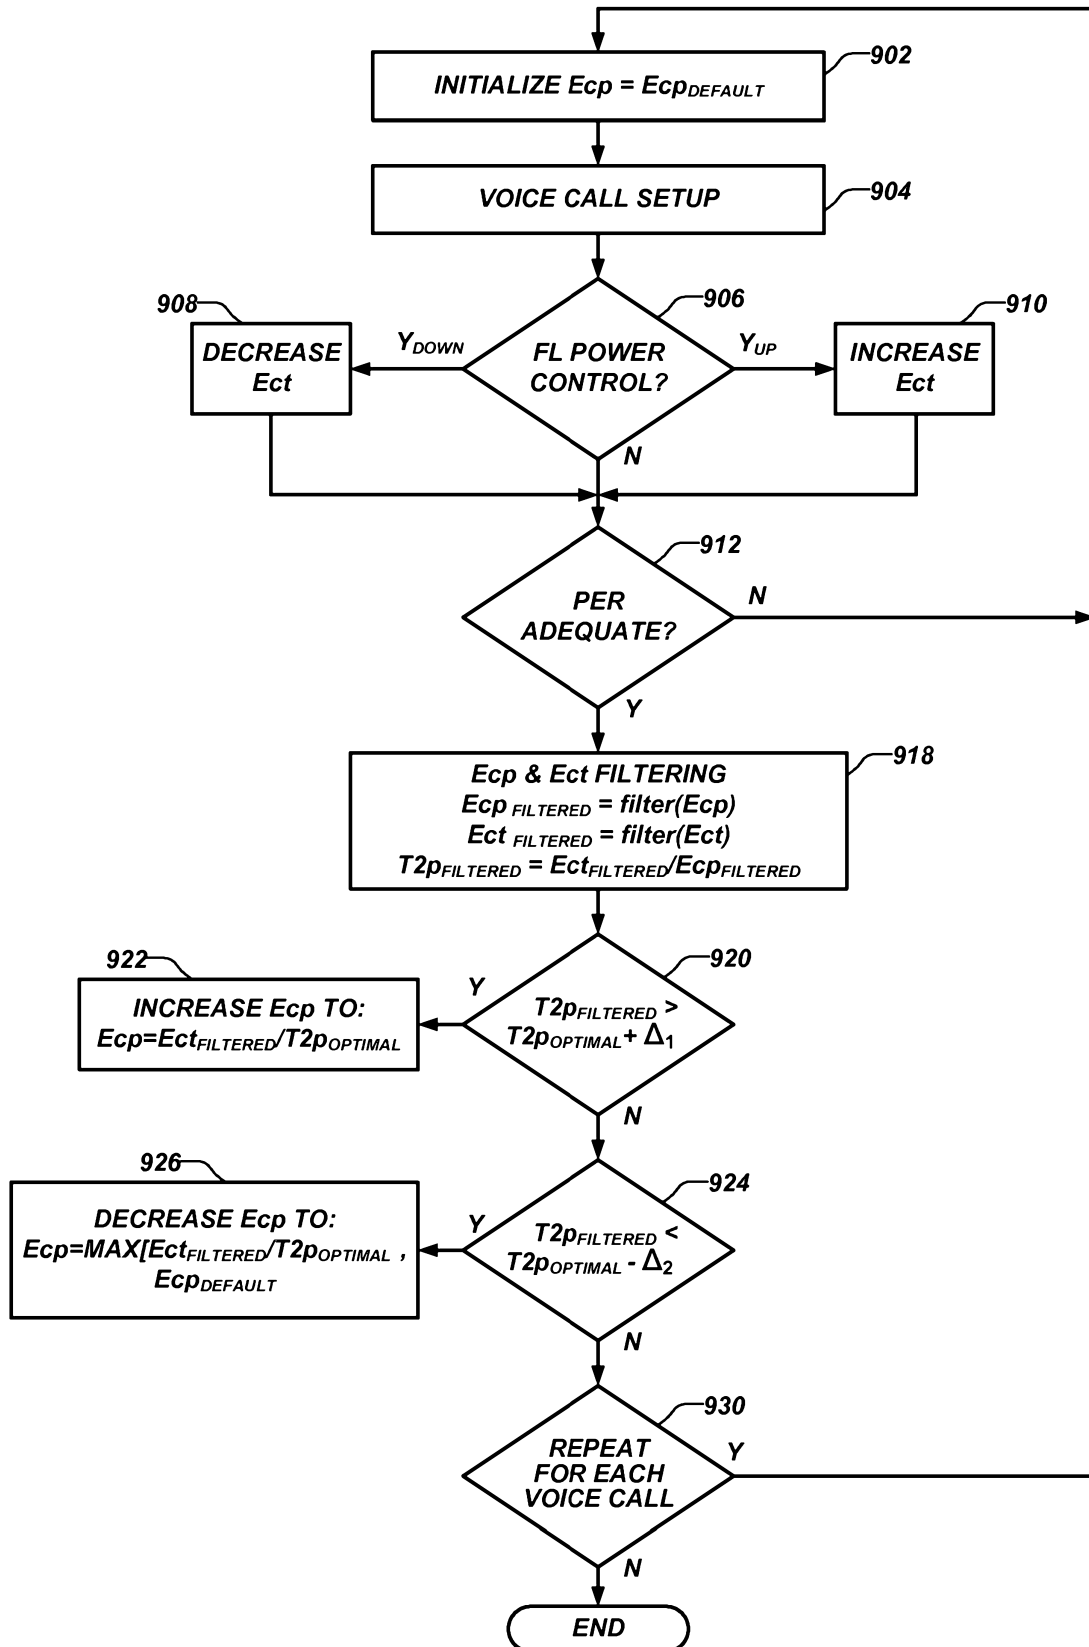 902
INITIALIZE Ecp = EcpDEFAULT
904
VOICE CALL SETUP
906
908
910
YDOWN
YUP
DECREASE
Ect
FL POWER
CONTROL?
INCREASE
Ect
N
912
PER
ADEQUATE?
N
Y
918
Ecp & Ect FILTERING
Ecp FILTERED = filter(Ecp)
Ect FILTERED = filter(Ect)
T2pFILTERED = EctFILTERED/EcpFILTERED
920
922
Y
INCREASE Ecp TO:
Ecp=EctFILTERED/T2pOPTIMAL
T2pFILTERED >
T2pOPTIMAL+ Δ1
N
924
926
Y
DECREASE Ecp TO:
Ecp=MAX[EctFILTERED/T2pOPTIMAL ,
EcpDEFAULT
T2pFILTERED <
T2pOPTIMAL - Δ2
N
930
REPEAT
FOR EACH
VOICE CALL
Y
N
END